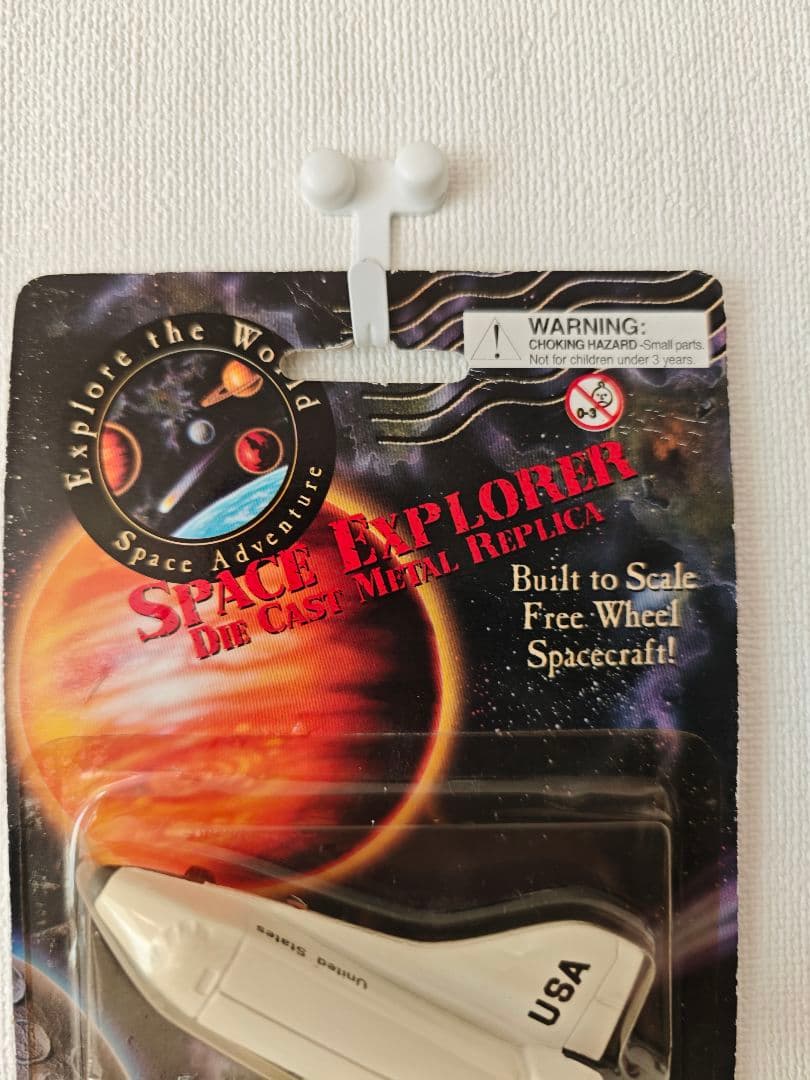 Explore the World
Space Adventure
WARNING:
CHOKING HAZARD -Small parts.
Not for children under 3 years.
0-3
SPACE EXPLORER
DIE CAST METAL REPLICA
Built to Scale
Free Wheel
Spacecraft!
United States
USA